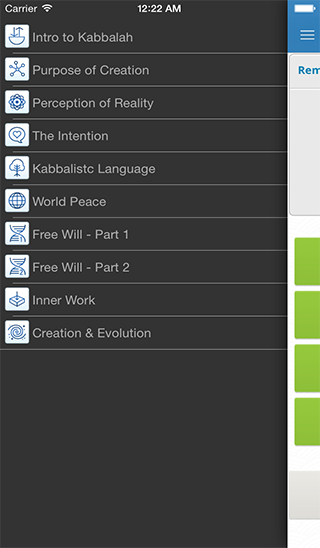 Carrier 11:22 AM
Intro to Kabbalah
Purpose of Creation
Rem
Perception of Reality
The Intention
Kabbalistc Language
World Peace
Free Will - Part 1
Free Will - Part 2
Inner Work
Creation & Evolution